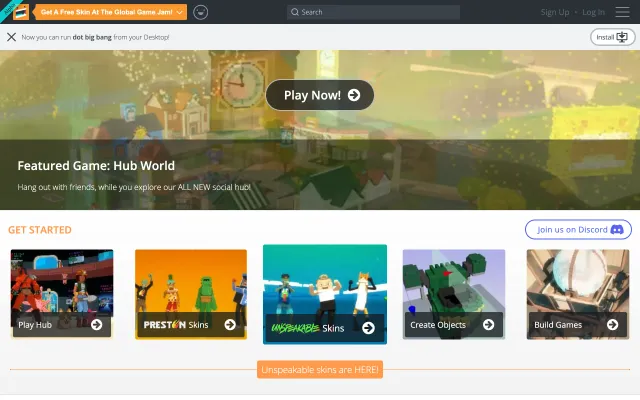 Get A Free Skin At The Global Game Jam!
Search
Sign Up • Log In
Now you can run dot big bang from your Desktop!
Install
Play Now!
Featured Game: Hub World
Hang out with friends, while you explore our ALL NEW social hub!
GET STARTED
Join us on Discord
Play Hub
PRESTON Skins
UNSPEAKABLE Skins
Create Objects
Build Games
Unspeakable skins are HERE!